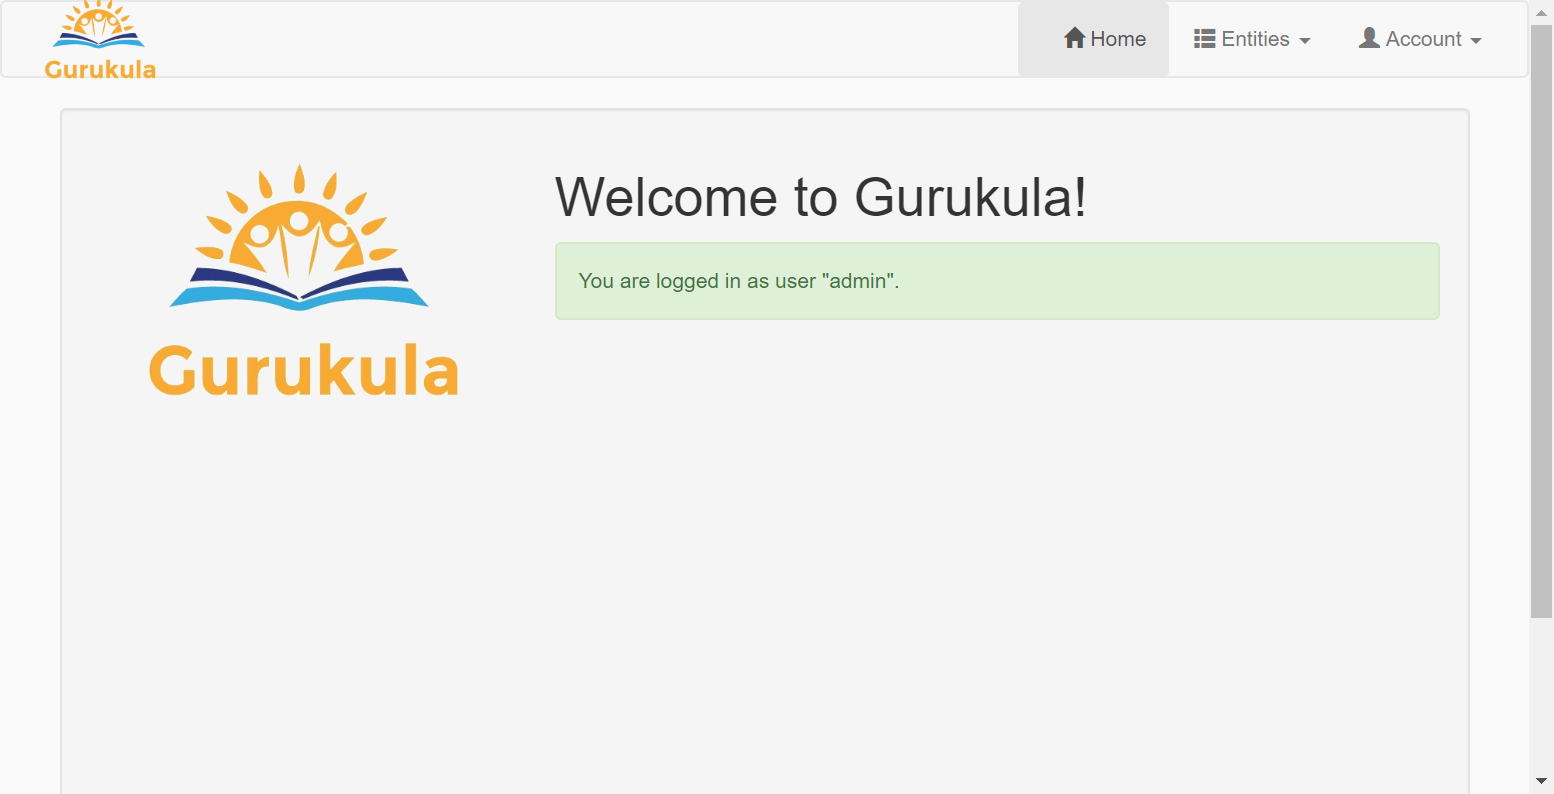 Gurukula
Home Entities Account
Gurukula
Welcome to Gurukula!
You are logged in as user "admin".